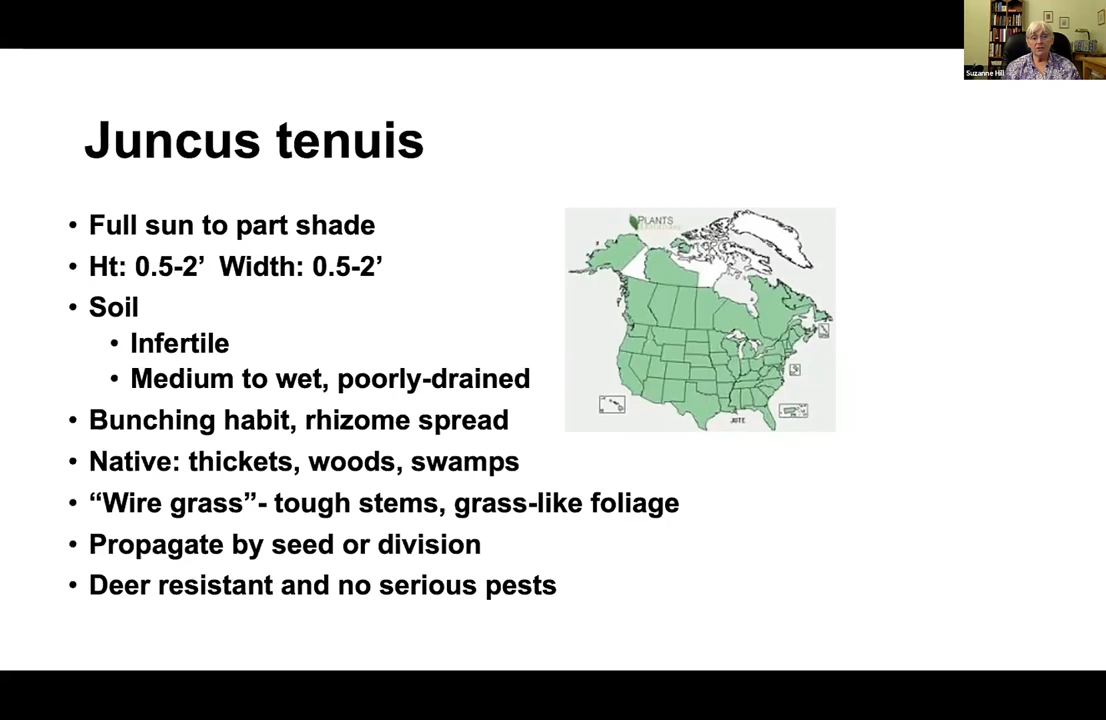 Suzanne Hill
Juncus tenuis
• Full sun to part shade
• Ht: 0.5-2’ Width: 0.5-2’
• Soil
• Infertile
• Medium to wet, poorly-drained
• Bunching habit, rhizome spread
• Native: thickets, woods, swamps
• “Wire grass”- tough stems, grass-like foliage
• Propagate by seed or division
• Deer resistant and no serious pests
PLANTS
JUTE